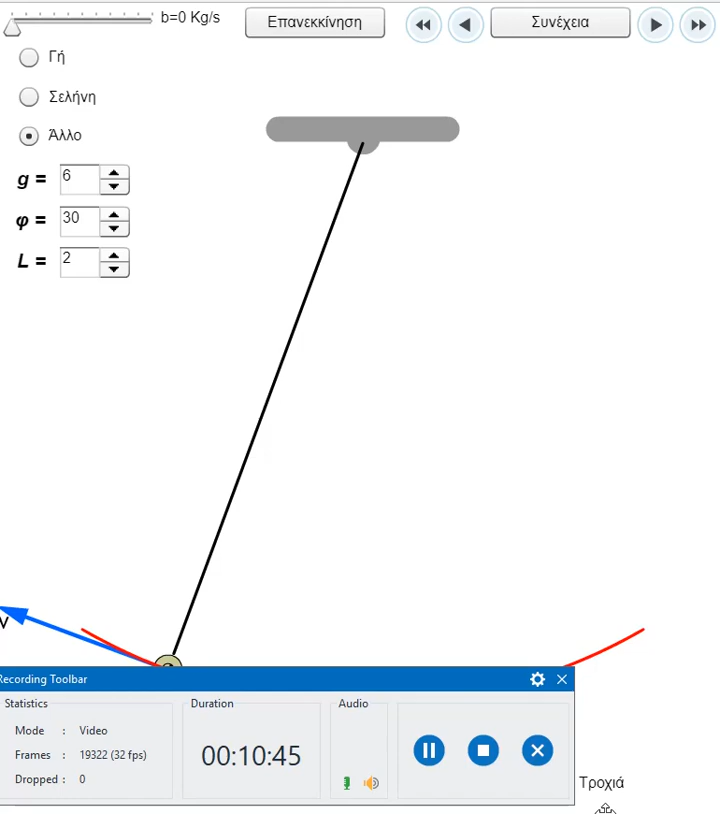 b=0 Kg/s
Επανεκκίνηση
Συνέχεια
Γή
Σελήνη
Άλλο
g = 6
φ = 30
L = 2
v
Recording Toolbar
Statistics
Mode : Video
Frames : 19322 (32 fps)
Dropped : 0
Duration
00:10:45
Audio
Τροχιά